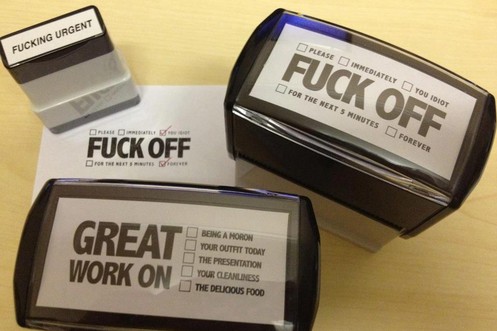 FUCKING URGENT
PLEASE IMMEDIATELY YOU IDIOT
FUCK OFF
FOR THE NEXT 5 MINUTES FOREVER
PLEASE IMMEDIATELY YOU IDIOT
FUCK OFF
FOR THE NEXT 5 MINUTES FOREVER
GREAT
WORK ON
BEING A MORON
YOUR OUTFIT TODAY
THE PRESENTATION
YOUR CLEANLINESS
THE DELICIOUS FOOD